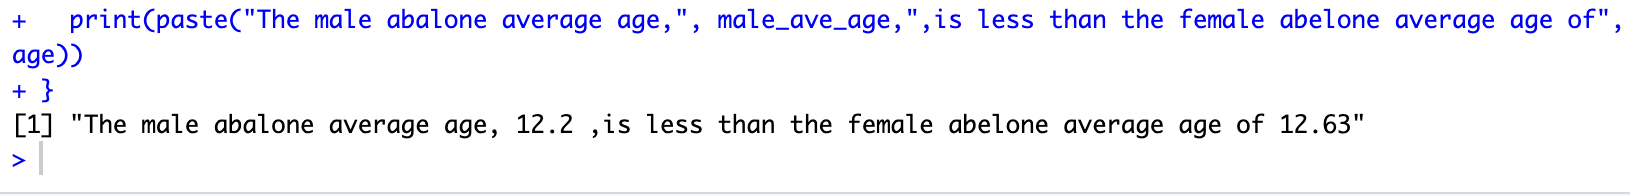 +   print(paste("The male abalone average age,", male_ave_age,",is less than the female abelone average age of",
age))
+ }
[1] "The male abalone average age, 12.2 ,is less than the female abelone average age of 12.63"
>